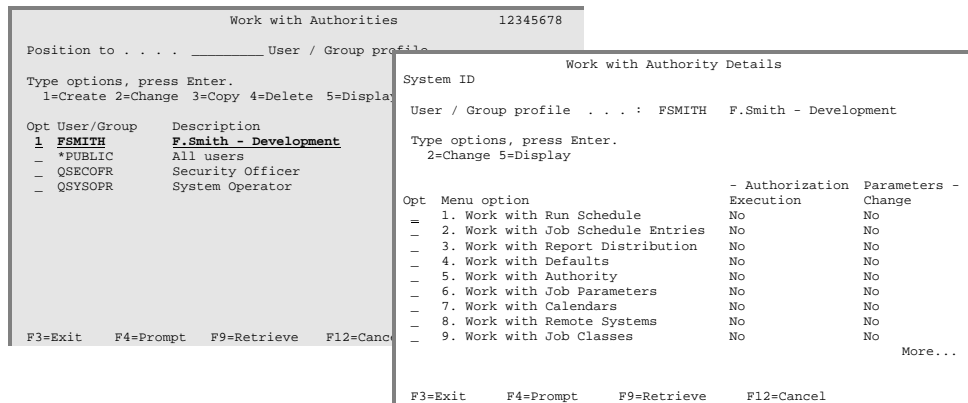 Work with Authorities 12345678
Position to . . . . _________ User / Group profile
Type options, press Enter.
1=Create 2=Change 3=Copy 4=Delete 5=Display
Opt User/Group Description
1 FSMITH F.Smith - Development
_ *PUBLIC All users
_ QSECOFR Security Officer
_ QSYSOPR System Operator
F3=Exit F4=Prompt F9=Retrieve F12=Canc
Work with Authority Details
System ID
User / Group profile . . . : FSMITH F.Smith - Development
Type options, press Enter.
2=Change 5=Display
- Authorization Parameters -
Opt Menu option Execution Change
_ 1. Work with Run Schedule No No
_ 2. Work with Job Schedule Entries No No
_ 3. Work with Report Distribution No No
_ 4. Work with Defaults No No
_ 5. Work with Authority No No
_ 6. Work with Job Parameters No No
_ 7. Work with Calendars No No
_ 8. Work with Remote Systems No No
_ 9. Work with Job Classes No No
More...
F3=Exit F4=Prompt F9=Retrieve F12=Cancel